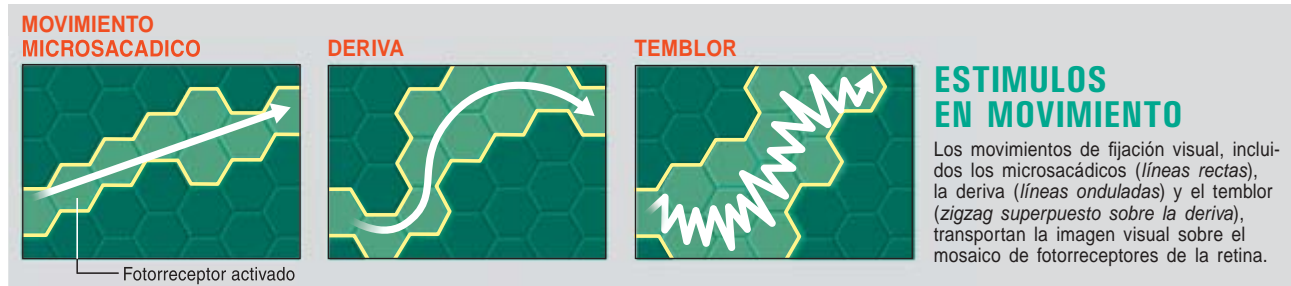 MOVIMIENTO
MICROSACADICO
DERIVA
TEMBLOR
Fotorreceptor activado
ESTIMULOS
EN MOVIMIENTO
Los movimientos de fijación visual, inclui-
dos los microsacádicos (líneas rectas),
la deriva (líneas onduladas) y el temblor
(zigzag superpuesto sobre la deriva),
transportan la imagen visual sobre el
mosaico de fotorreceptores de la retina.